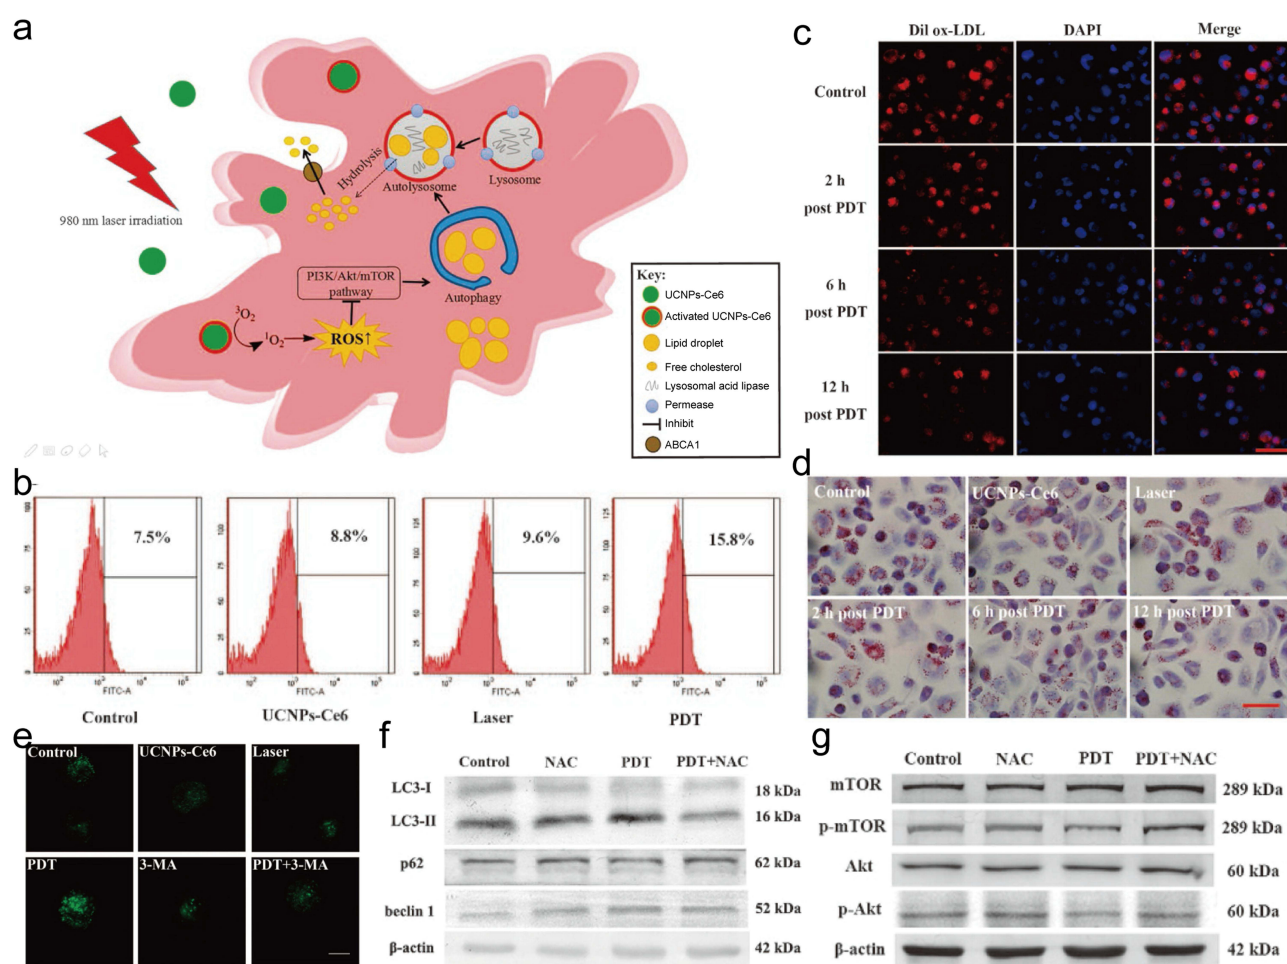 a
980 nm laser irradiation
Hydrolysis
Autolysosome
Lysosome
PI3K/Akt/mTOR
pathway
Autophagy
³O₂
¹O₂
ROS↑
Key:
UCNPs-Ce6
Activated UCNPs-Ce6
Lipid droplet
Free cholesterol
Lysosomal acid lipase
Permease
Inhibit
ABCA1
b
7.5%
8.8%
9.6%
15.8%
FITC-A
FITC-A
FITC-A
FITC-A
Control
UCNPs-Ce6
Laser
PDT
c
Dil ox-LDL DAPI Merge
Control
2 h
post PDT
6 h
post PDT
12 h
post PDT
d
Control UCNPs-Ce6 Laser
2 h post PDT 6 h post PDT 12 h post PDT
e
Control UCNPs-Ce6 Laser
PDT 3-MA PDT+3-MA
f
Control NAC PDT PDT+NAC
LC3-I 18 kDa
LC3-II 16 kDa
p62 62 kDa
beclin 1 52 kDa
β-actin 42 kDa
g
Control NAC PDT PDT+NAC
mTOR 289 kDa
p-mTOR 289 kDa
Akt 60 kDa
p-Akt 60 kDa
β-actin 42 kDa